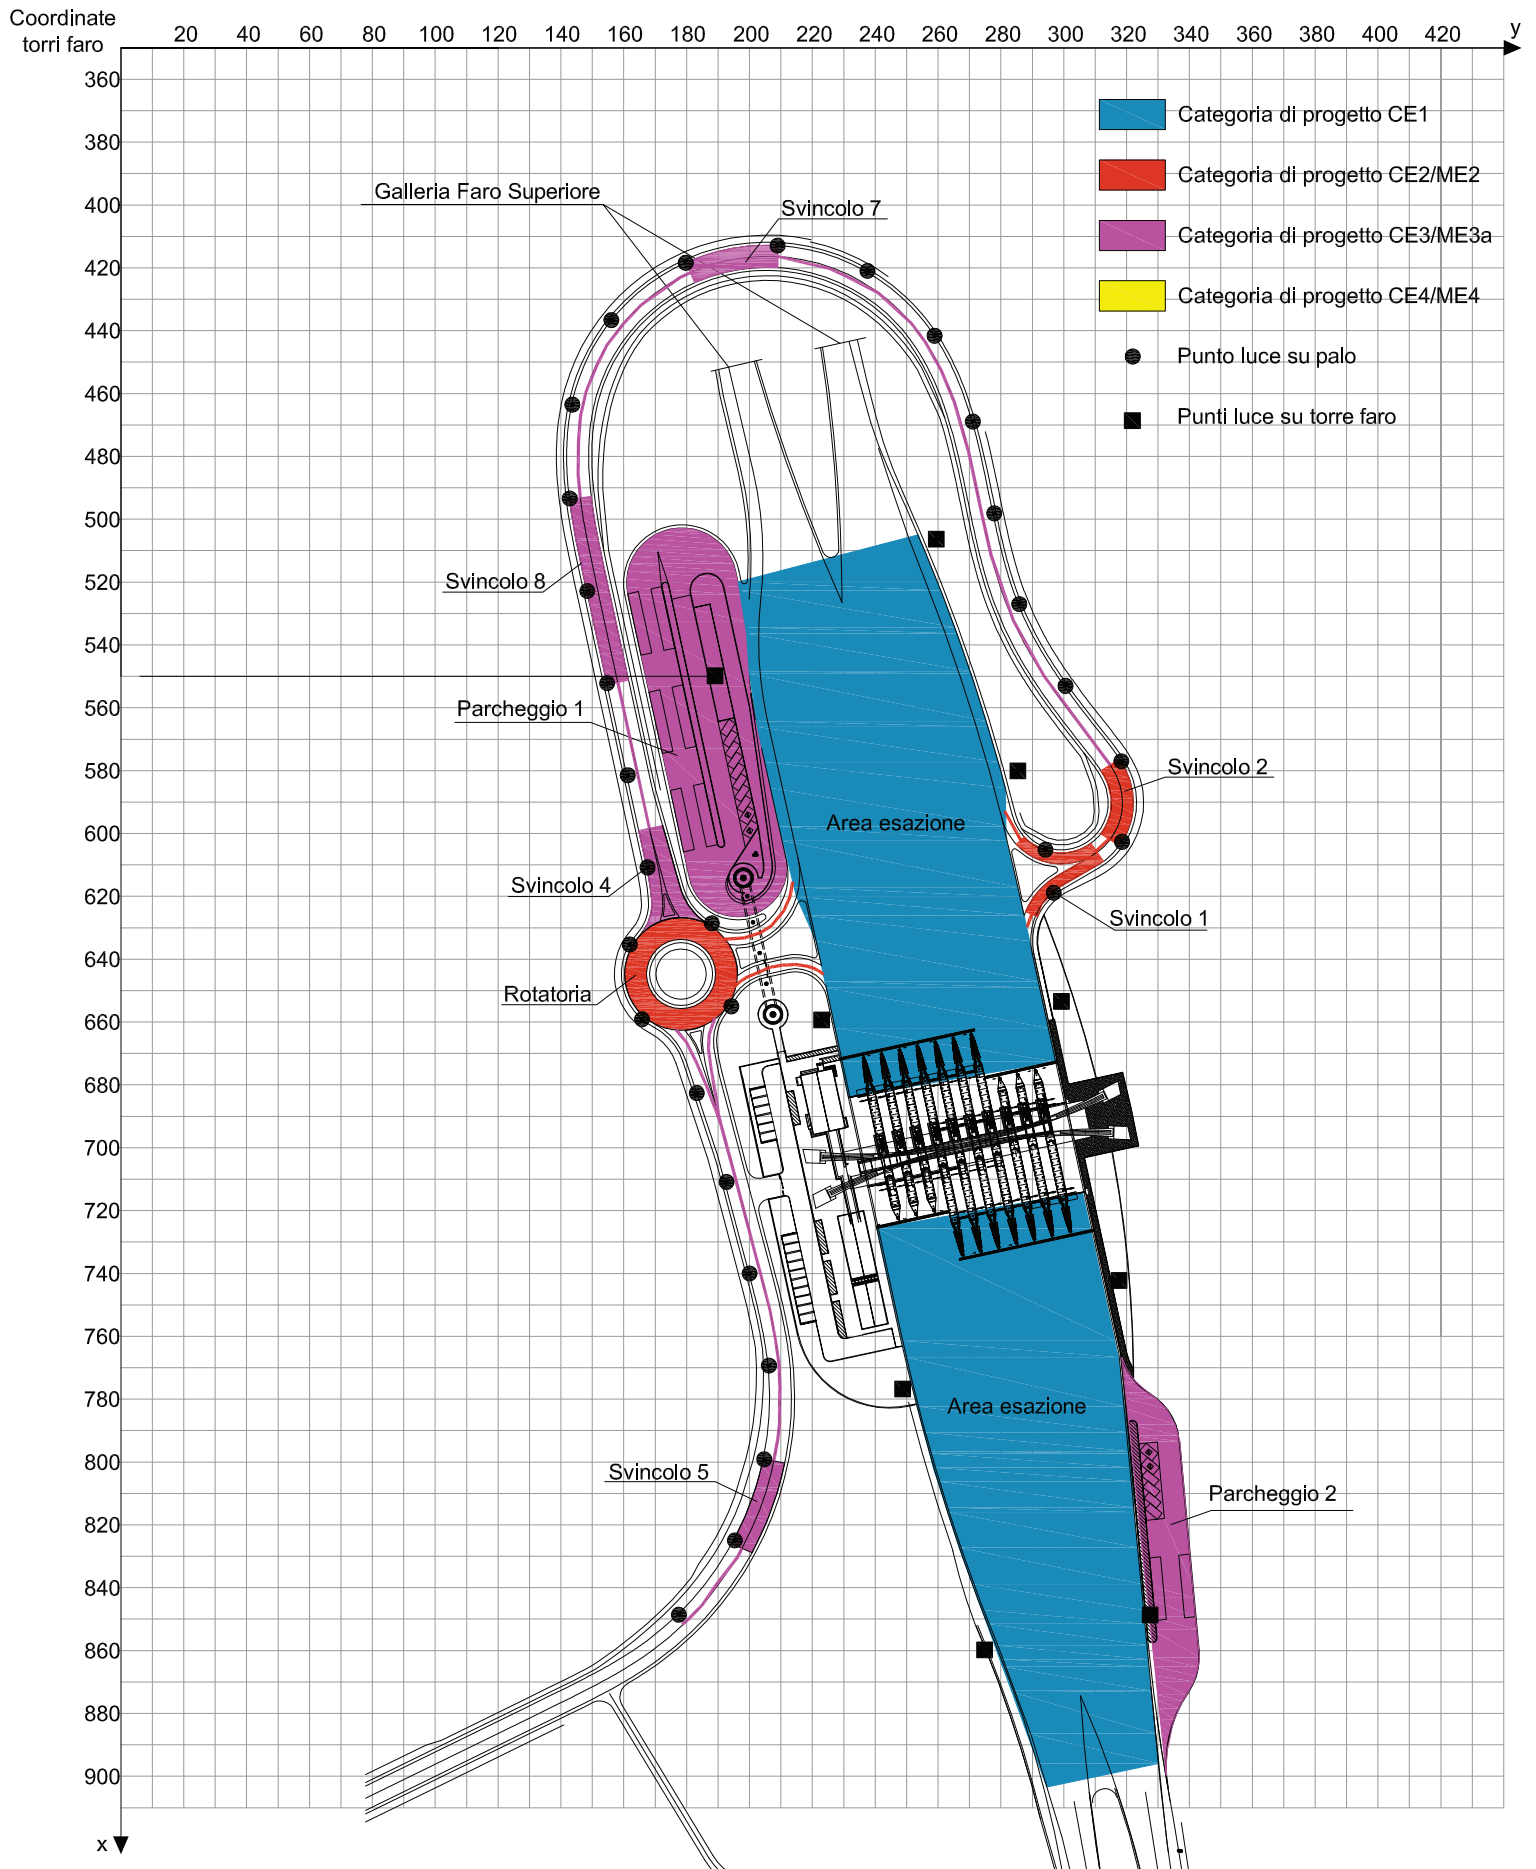 Coordinate
torri faro
20 40 60 80 100 120 140 160 180 200 220 240 260 280 300 320 340 360 380 400 420
y
360
380
400
420
440
460
480
500
520
540
560
580
600
620
640
660
680
700
720
740
760
780
800
820
840
860
880
900
x
Categoria di progetto CE1
Categoria di progetto CE2/ME2
Categoria di progetto CE3/ME3a
Categoria di progetto CE4/ME4
Punto luce su palo
Punti luce su torre faro
Galleria Faro Superiore
Svincolo 7
Svincolo 8
Parcheggio 1
Svincolo 2
Area esazione
Svincolo 4
Svincolo 1
Rotatoria
Area esazione
Svincolo 5
Parcheggio 2